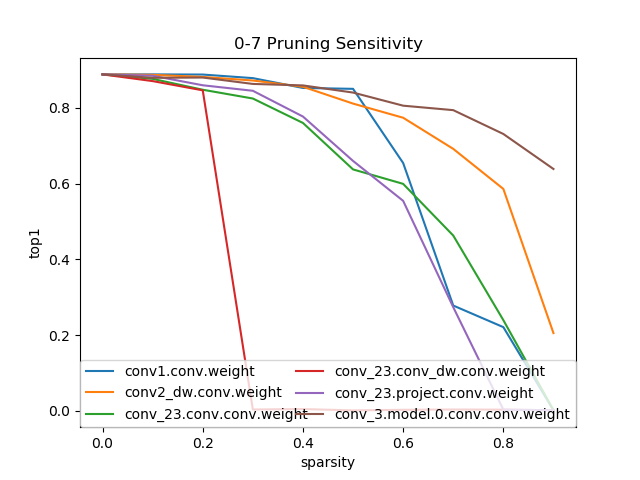 0-7 Pruning Sensitivity
top1
0.8
0.6
0.4
0.2
0.0
conv1.conv.weight
conv2_dw.conv.weight
conv_23.conv.conv.weight
conv_23.conv_dw.conv.weight
conv_23.project.conv.weight
conv_3.model.0.conv.conv.weight
0.0 0.2 0.4 0.6 0.8
sparsity